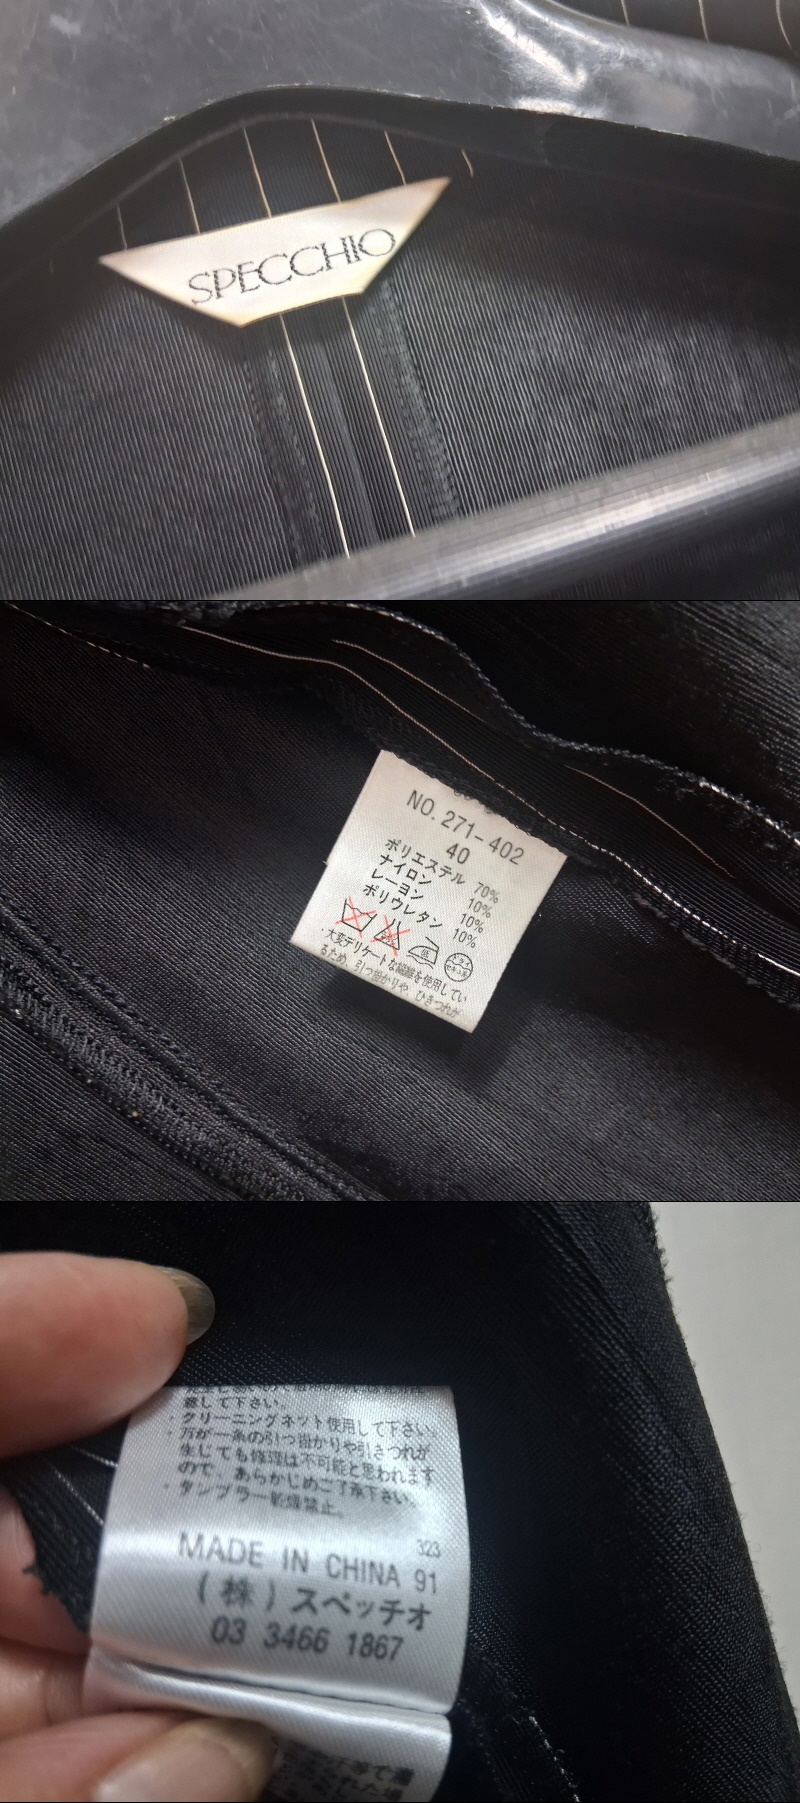 SPECCHIO
NO. 271-402
40
ポリエステル 70%
ナイロン 10%
レーヨン 10%
ポリウレタン 10%
・大変デリケートな繊維を使用してい
るため、引っ掛かりや、ひきつれが
慮して下さい。
・クリーニングネット使用して下さい。
・万が一糸の引っ掛かりや引きつれが
生じても修理は不可能と思われます
ので、あらかじめご了承下さい。
・タンブラー乾燥禁止。
323
MADE IN CHINA 91
(株)スペッチオ
03 3466 1867